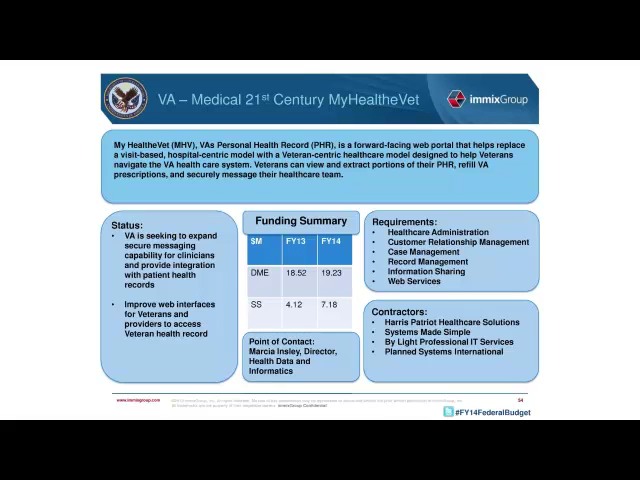 VA – Medical 21st Century MyHealtheVet
immixGroup
My HealtheVet (MHV), VAs Personal Health Record (PHR), is a forward-facing web portal that helps replace
a visit-based, hospital-centric model with a Veteran-centric healthcare model designed to help Veterans
navigate the VA health care system. Veterans can view and extract portions of their PHR, refill VA
prescriptions, and securely message their healthcare team.
Status:
• VA is seeking to expand
secure messaging
capability for clinicians
and provide integration
with patient health
records
• Improve web interfaces
for Veterans and
providers to access
Veteran health record
Funding Summary
$M FY13 FY14
DME 18.52 19.23
SS 4.12 7.18
Point of Contact:
Marcia Insley, Director,
Health Data and
Informatics
Requirements:
• Healthcare Administration
• Customer Relationship Management
• Case Management
• Record Management
• Information Sharing
• Web Services
Contractors:
• Harris Patriot Healthcare Solutions
• Systems Made Simple
• By Light Professional IT Services
• Planned Systems International
www.immixgroup.com
54
#FY14FederalBudget